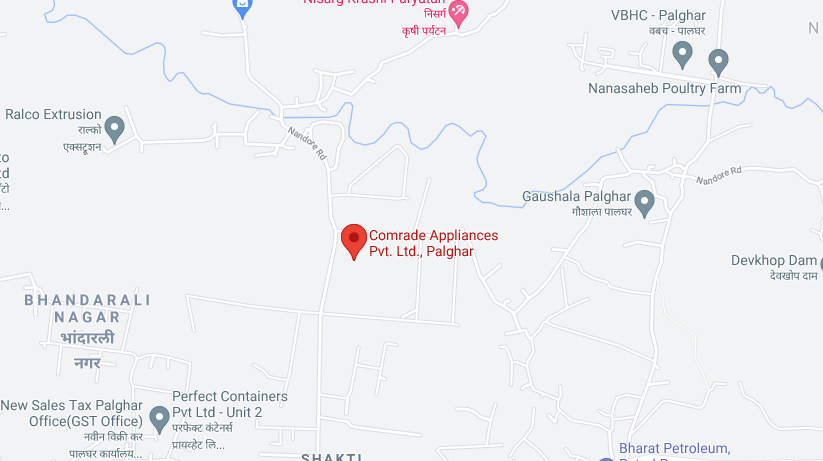 Nisarg Krushi Paryatan
निसर्ग
कृषी पर्यटन
VBHC - Palghar
वबच - पालघर
N
Nanasaheb Poultry Farm
Ralco Extrusion
राल्को
एक्सट्रूशन
Nandore Rd
to
td
Nandore Rd
Gaushala Palghar
गौशाला पालघर
Comrade Appliances
Pvt. Ltd., Palghar
Devkhop Dam
देवखोप दाम
BHANDARALI
NAGAR
भांदारली
नगर
Perfect Containers
Pvt Ltd - Unit 2
परफेक्ट कंटेनर्स
प्रायव्हेट लि...
New Sales Tax Palghar
Office(GST Office)
नवीन विक्री कर
पालघर कार्यालय...
SHAKTI
Bharat Petroleum,